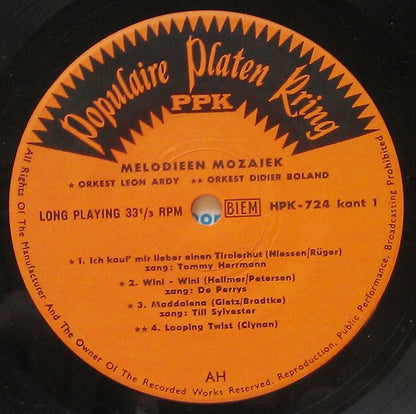 Populaire Platen Kring
PPK
MELODIEEN MOZAIEK
★ ORKEST LEON ARDY ★★ ORKEST DIDIER BOLAND
LONG PLAYING 33 1/3 RPM
BIEM
HPK-724 kant 1
★ 1. Ich kauf' mir lieber einen Tirolerhut (Niessen/Rüger)
zang: Tommy Herrmann
★ 2. Wini - Wini (Hellmer/Petersen)
zang: De Perrys
★ 3. Maddalena (Gietz/Bradtke)
zang: Till Sylvester
★★ 4. Looping Twist (Clynan)
AH
All Rights Of The Manufacturer And The Owner Of The Recorded Works Reserved. Reproduction, Public Performance, Broadcasting Prohibited